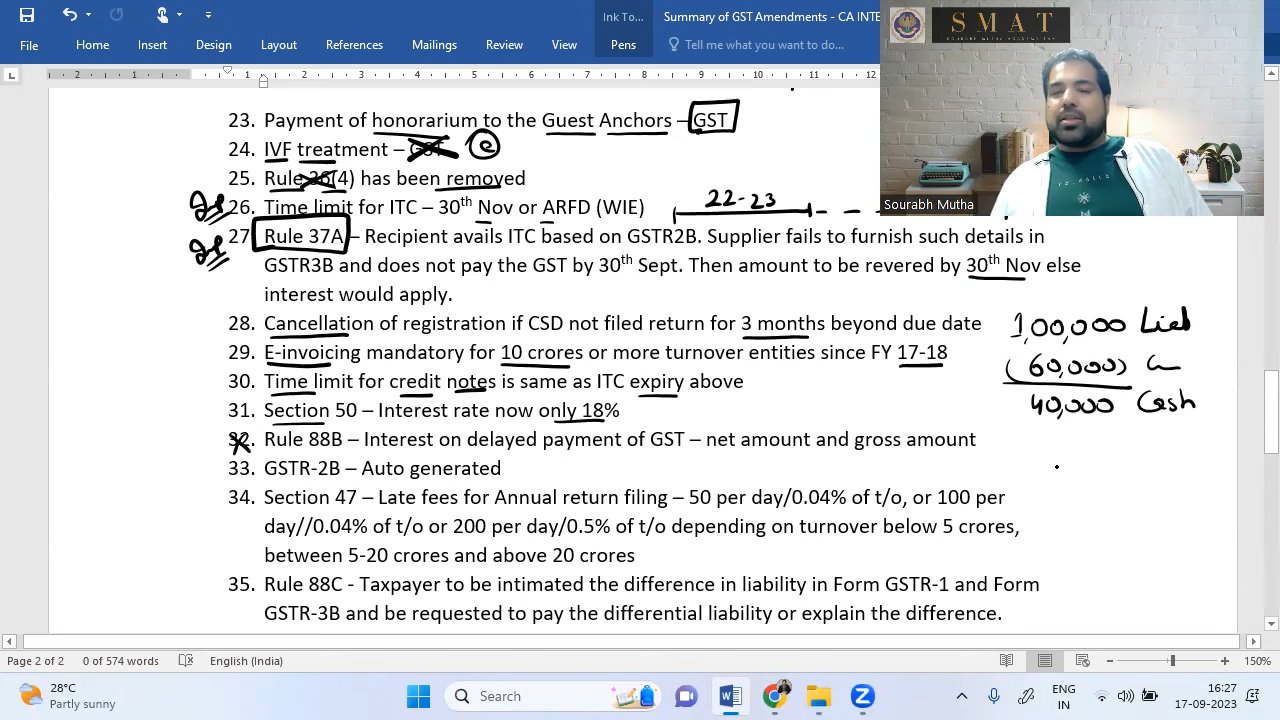 Ink To...
Summary of GST Amendments - CA INTE
SMAT
File Home Insert Design References Mailings Review View Pens Tell me what you want to do...
2 1 1 2 3 4 5 6 7 8 9 10 11 12
23. Payment of honorarium to the Guest Anchors – GST
24. IVF treatment – GST
25. Rule 36(4) has been removed
26. Time limit for ITC – 30th Nov or ARFD (WIE)
22-23
Sourabh Mutha
27. Rule 37A – Recipient avails ITC based on GSTR2B. Supplier fails to furnish such details in
GSTR3B and does not pay the GST by 30th Sept. Then amount to be revered by 30th Nov else
interest would apply.
28. Cancellation of registration if CSD not filed return for 3 months beyond due date
1,00,000 Liab
29. E-invoicing mandatory for 10 crores or more turnover entities since FY 17-18
(60,000)
30. Time limit for credit notes is same as ITC expiry above
40,000 Cash
31. Section 50 – Interest rate now only 18%
32. Rule 88B – Interest on delayed payment of GST – net amount and gross amount
33. GSTR-2B – Auto generated
34. Section 47 – Late fees for Annual return filing – 50 per day/0.04% of t/o, or 100 per
day//0.04% of t/o or 200 per day/0.5% of t/o depending on turnover below 5 crores,
between 5-20 crores and above 20 crores
35. Rule 88C - Taxpayer to be intimated the difference in liability in Form GSTR-1 and Form
GSTR-3B and be requested to pay the differential liability or explain the difference.
Page 2 of 2 0 of 574 words English (India) 150%
28°C
Partly sunny
Search
ENG
IN
16:27
17-09-2023